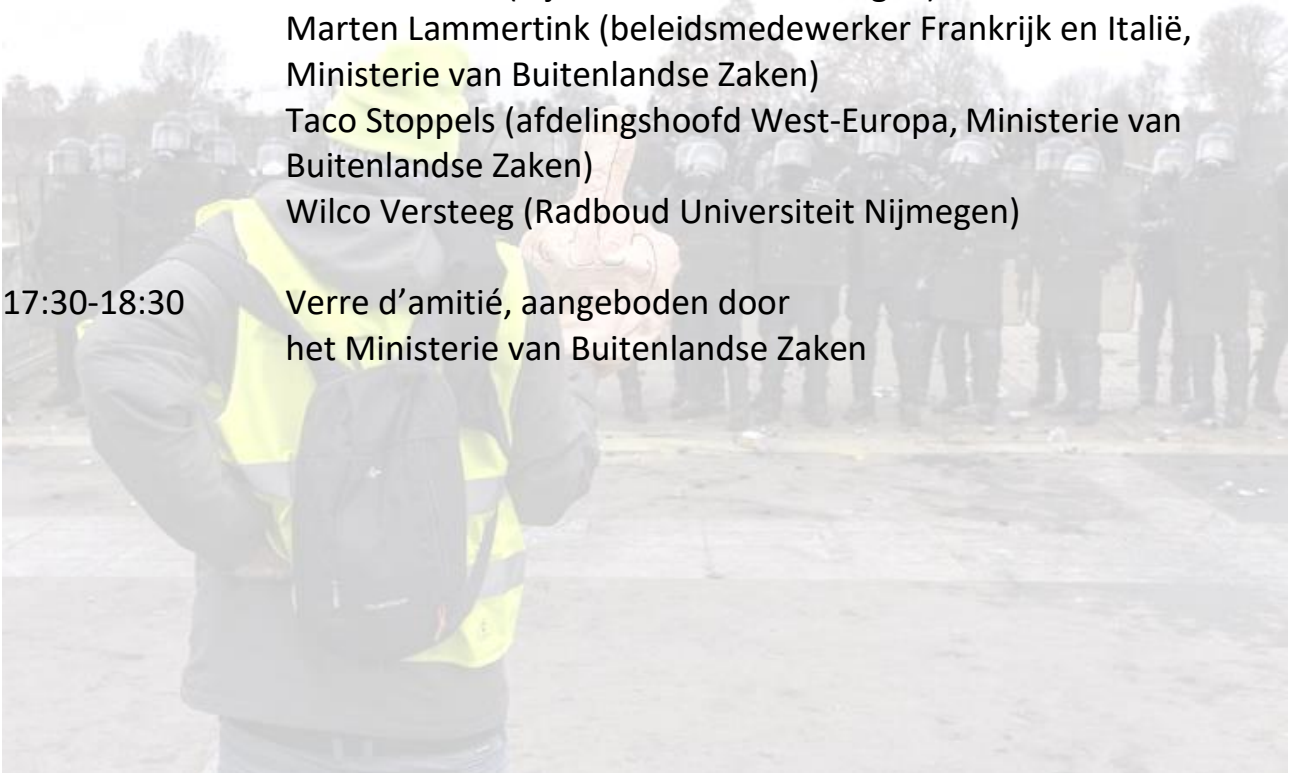 Marten Lammertink (beleidsmedewerker Frankrijk en Italië,
Ministerie van Buitenlandse Zaken)
Taco Stoppels (afdelingshoofd West-Europa, Ministerie van
Buitenlandse Zaken)
Wilco Versteeg (Radboud Universiteit Nijmegen)
17:30-18:30 Verre d’amitié, aangeboden door
het Ministerie van Buitenlandse Zaken